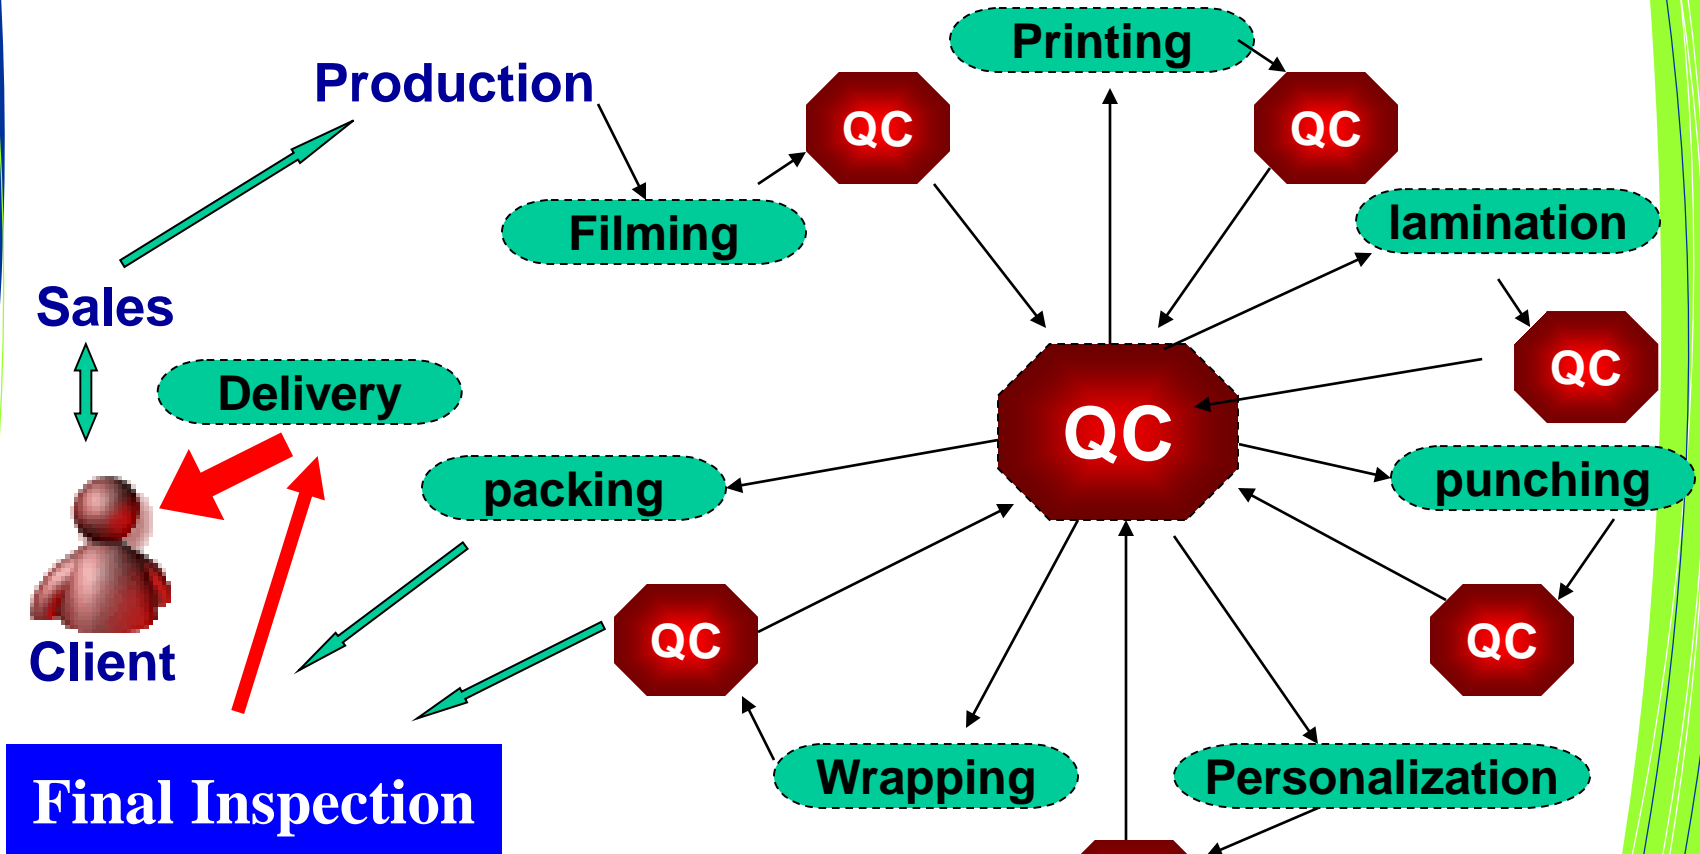 Printing
Production
QC
QC
Filming
lamination
Sales
QC
Delivery
QC
packing
punching
QC
QC
Client
Wrapping
Personalization
Final Inspection